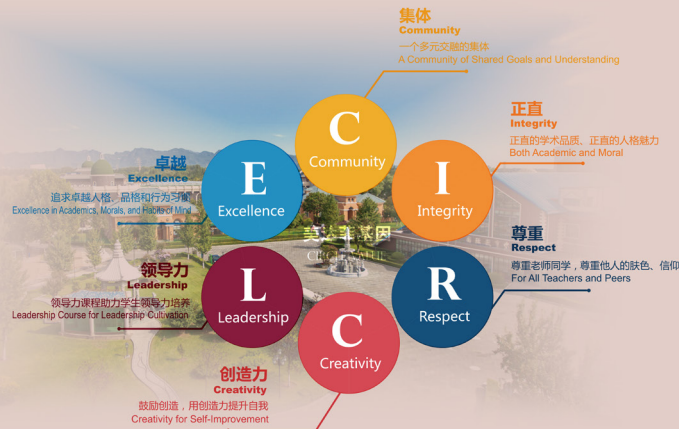 集体
Community
一个多元交融的集体
A Community of Shared Goals and Understanding
C
Community
正直
Integrity
正直的学术品质、正直的人格魅力
Both Academic and Moral
I
Integrity
尊重
Respect
尊重老师同学，尊重他人的肤色、信仰
For All Teachers and Peers
R
Respect
创造力
Creativity
鼓励创造，用创造力提升自我
Creativity for Self-Improvement
C
Creativity
领导力
Leadership
领导力课程助力学生领导力培养
Leadership Course for Leadership Cultivation
L
Leadership
卓越
Excellence
追求卓越人格、品格和行为习惯
Excellence in Academics, Morals, and Habits of Mind
E
Excellence
美达菲基因
CIRCLE VALUE